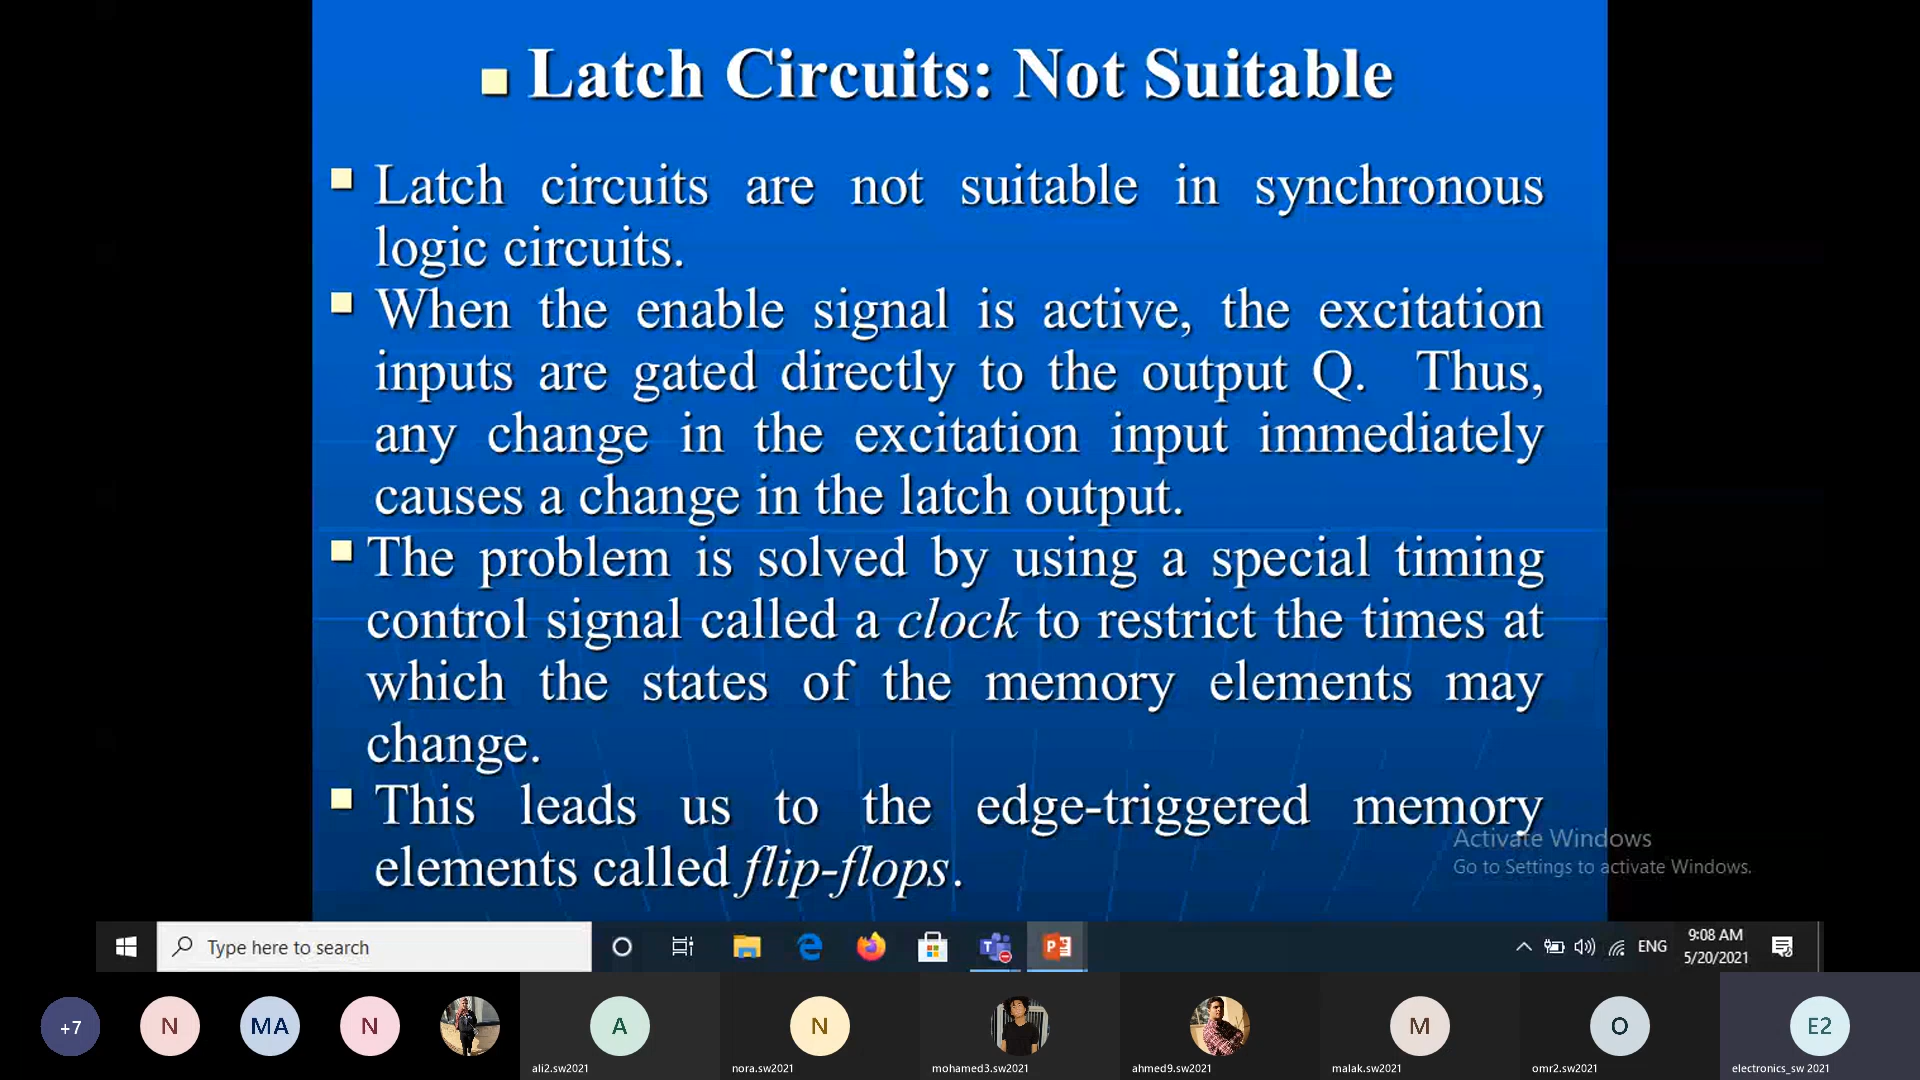 Latch Circuits: Not Suitable
Latch circuits are not suitable in synchronous
logic circuits.
When the enable signal is active, the excitation
inputs are gated directly to the output Q. Thus,
any change in the excitation input immediately
causes a change in the latch output.
The problem is solved by using a special timing
control signal called a clock to restrict the times at
which the states of the memory elements may
change.
This leads us to the edge-triggered memory
elements called flip-flops.
Activate Windows
Go to Settings to activate Windows.
Type here to search
ENG
9:08 AM
5/20/2021
+7
N
MA
N
A
N
M
O
E2
ali2.sw2021
nora.sw2021
mohamed3.sw2021
ahmed9.sw2021
malak.sw2021
omr2.sw2021
electronics_sw 2021